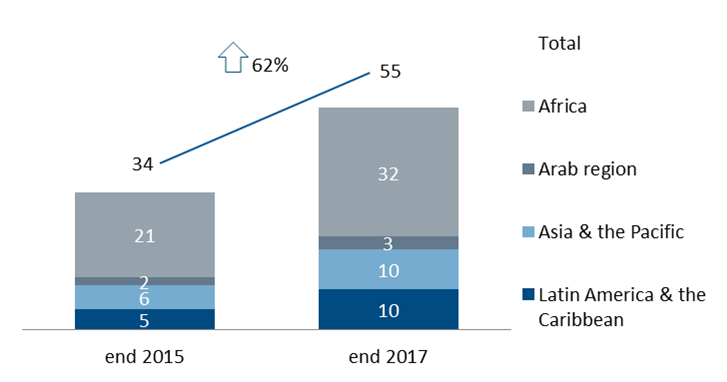 Total
62%
55
34
Africa
32
21
Arab region
3
2
Asia & the Pacific
10
6
Latin America & the
Caribbean
10
5
end 2015
end 2017